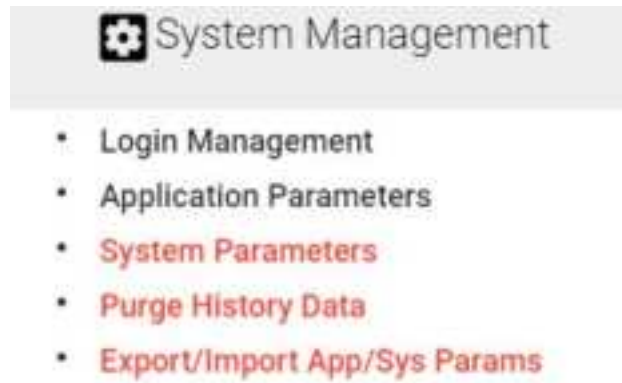 System Management
Login Management
Application Parameters
System Parameters
Purge History Data
Export/Import App/Sys Params